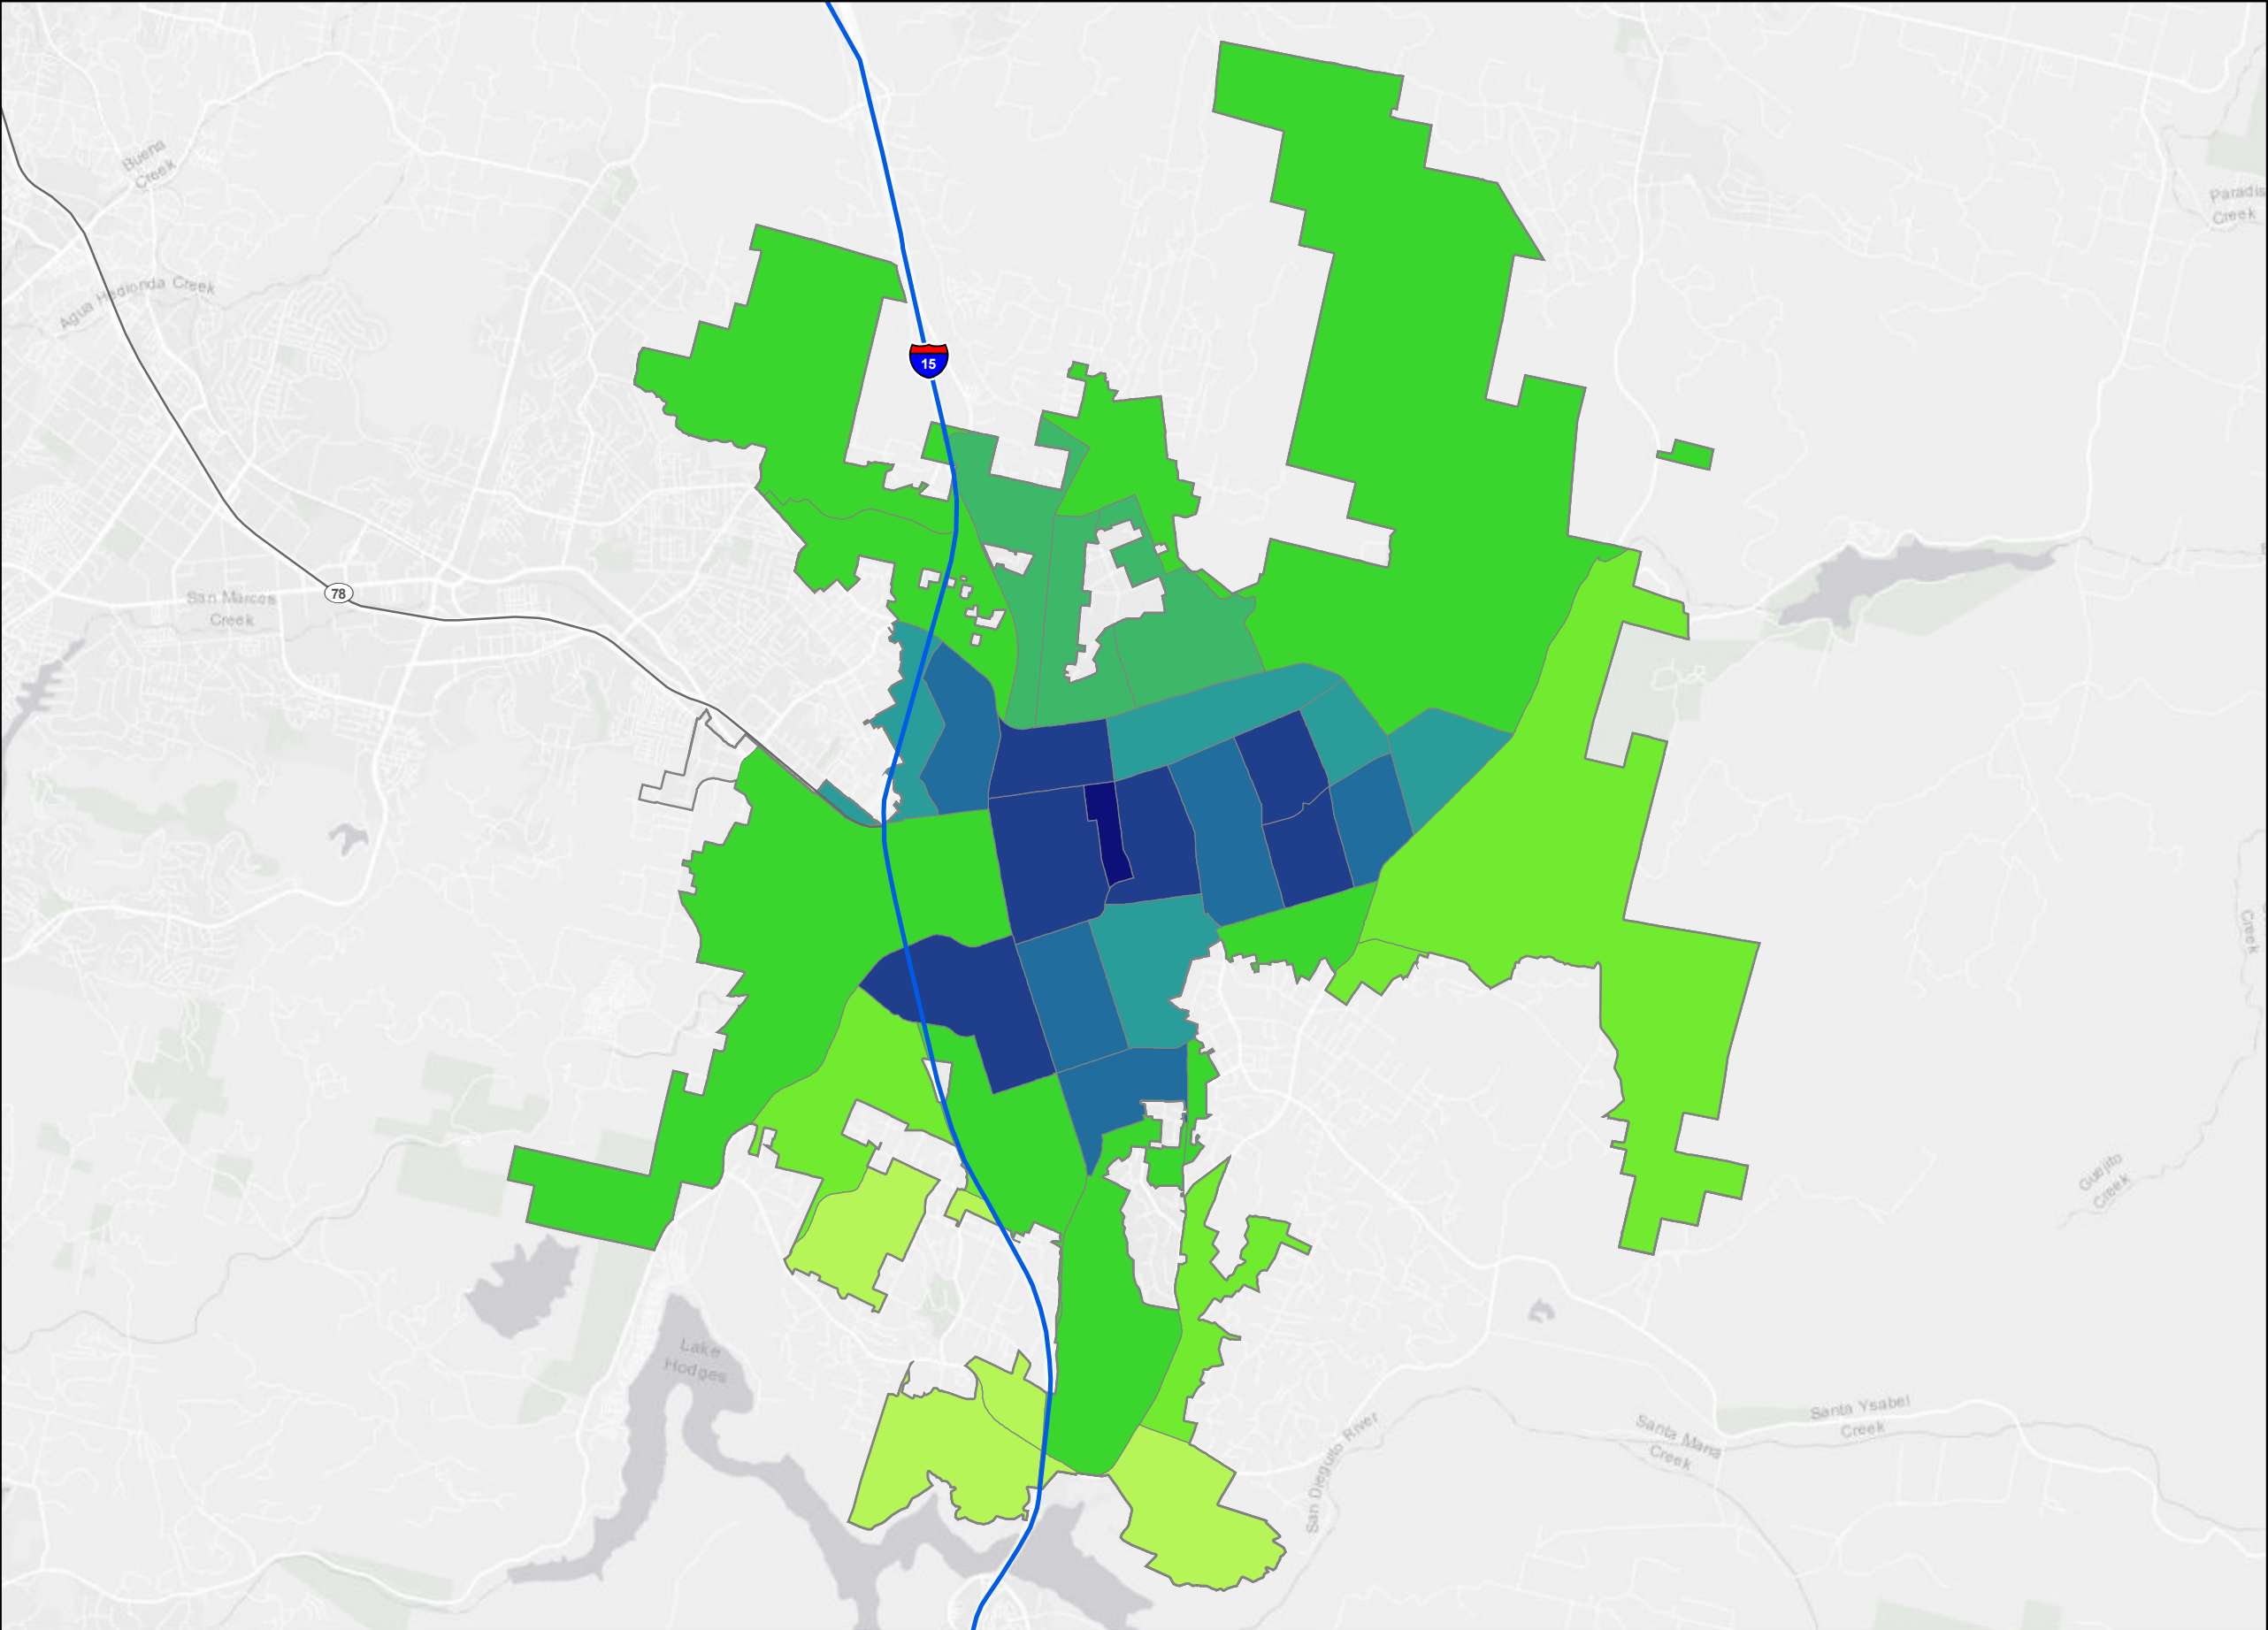 Buena
Creek
Paradis
Creek
Agua Hedionda Creek
15
78
San Marcos
Creek
Creek
Guejito
Creek
Lake
Hodges
Santa Ysabel
Creek
Santa Maria
Creek
San Dieguito River